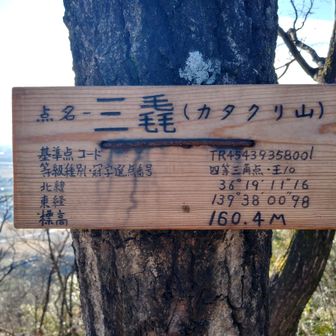 点名-三毳(カタクリ山)
基準点コード TR45439358001
等級種別・冠字選点番号 四等三角点・王10
北緯 36°19'11"16
東経 139°38'00"98
標高 160.4M